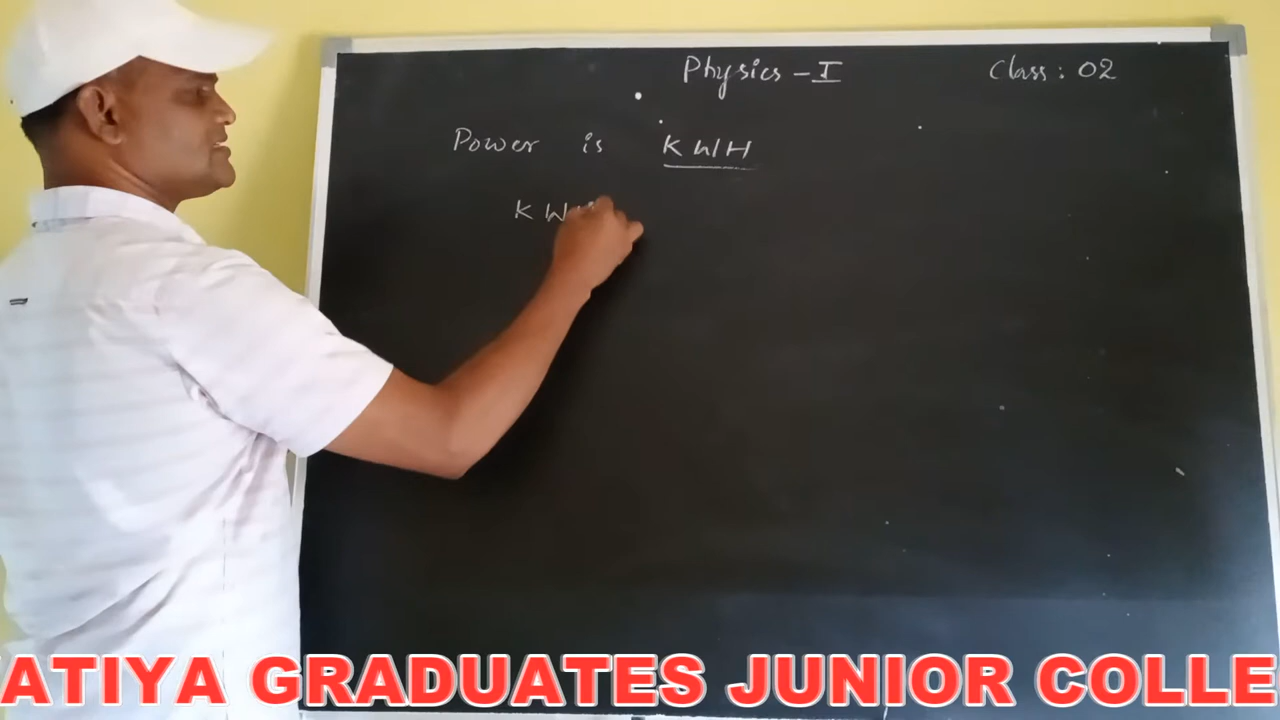 Physics - I
Class: 02
Power is KWH
K W
ATIYA GRADUATES JUNIOR COLLE